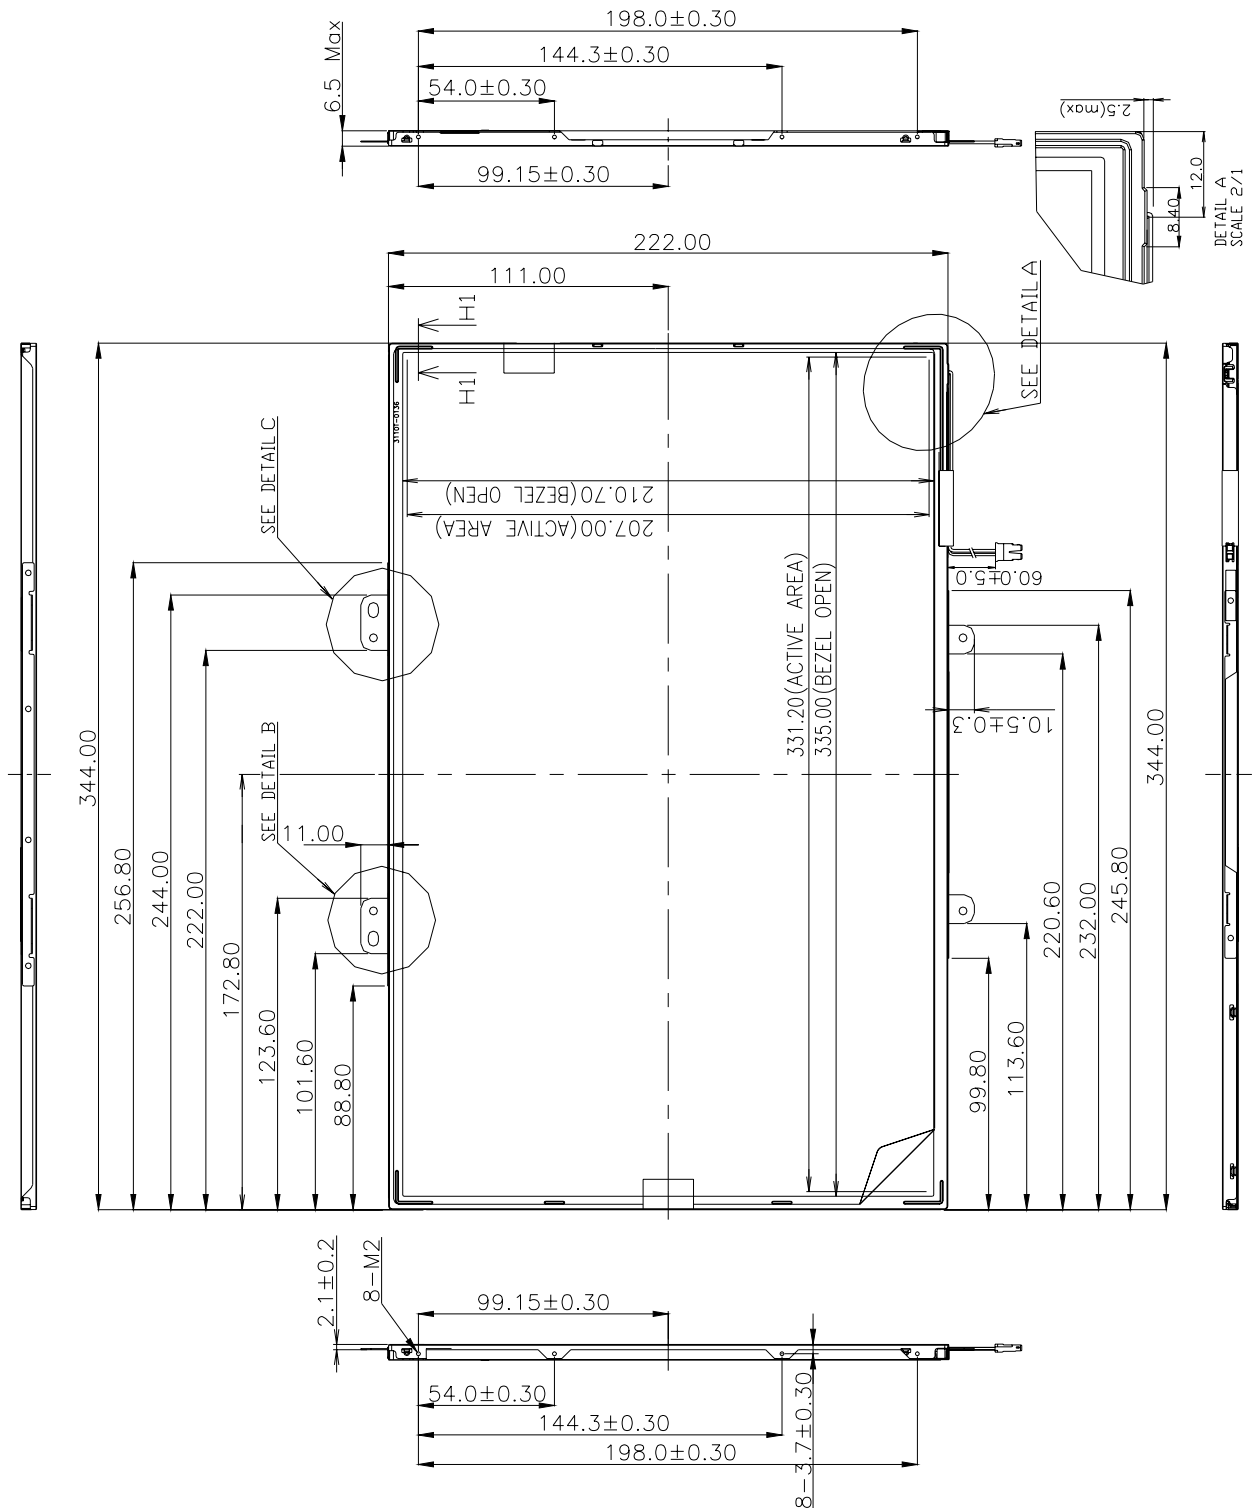 198.0±0.30
144.3±0.30
54.0±0.30
6.5 Max
99.15±0.30
2.5(max)
12.0
8.40
DETAIL A
SCALE 2/1
222.00
111.00
H1
H1
SEE DETAIL A
31101-0136
SEE DETAIL C
210.70(BEZEL OPEN)
207.00(ACTIVE AREA)
331.20(ACTIVE AREA)
335.00(BEZEL OPEN)
60.0±5.0
10.5±0.3
344.00
256.80
244.00
222.00
172.80
SEE DETAIL B
11.00
123.60
101.60
88.80
344.00
245.80
232.00
220.60
113.60
99.80
2.1±0.2
8-M2
99.15±0.30
54.0±0.30
144.3±0.30
198.0±0.30
8-3.7±0.30